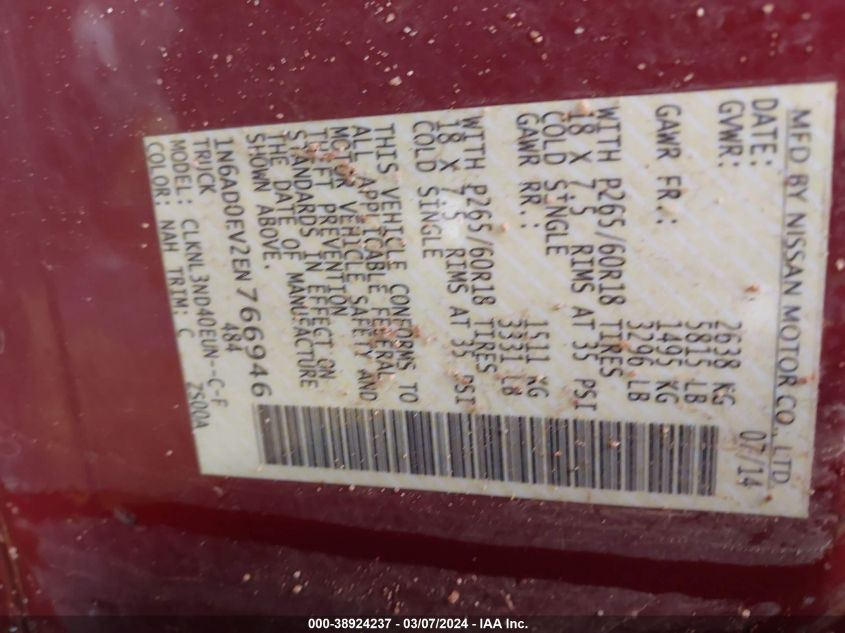 MFD BY NISSAN MOTOR CO., LTD.
DATE: 07/14
GVWR: 2638 KG
5815 LB
GAWR FR.: 1495 KG
3296 LB
WITH P265/60R18 TIRES
18 X 7.5 RIMS AT 35 PSI
COLD SINGLE
GAWR RR.: 1511 KG
3331 LB
WITH P265/60R18 TIRES
18 X 7.5 RIMS AT 35 PSI
COLD SINGLE
THIS VEHICLE CONFORMS TO
ALL APPLICABLE FEDERAL
MOTOR VEHICLE SAFETY AND
THEFT PREVENTION
STANDARDS IN EFFECT ON
THE DATE OF MANUFACTURE
SHOWN ABOVE.
1N6AD0EV2EN766946
TRUCK 484
MODEL: CLKNL3ND40EUN--C-F
COLOR: NAH TRIM: C ZS00A
000-38924237 - 03/07/2024 - IAA Inc.